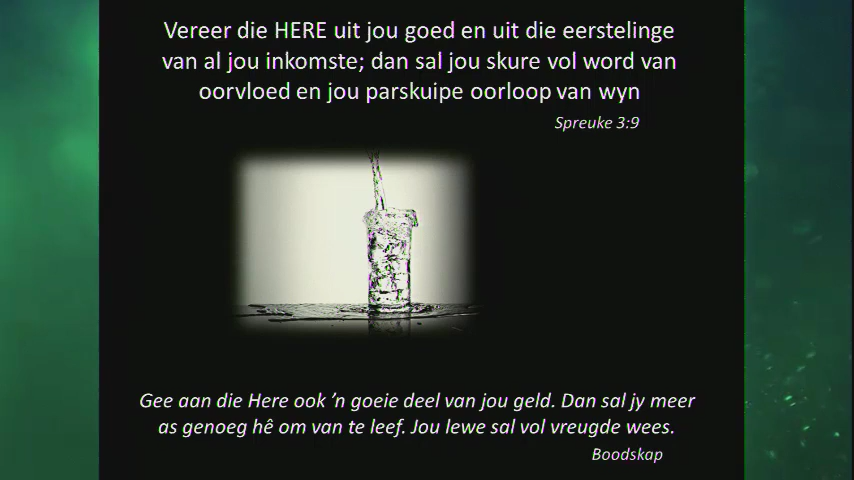 Vereer die HERE uit jou goed en uit die eerstelinge
van al jou inkomste; dan sal jou skure vol word van
oorvloed en jou parskuipe oorloop van wyn
Spreuke 3:9
Gee aan die Here ook 'n goeie deel van jou geld. Dan sal jy meer
as genoeg hê om van te leef. Jou lewe sal vol vreugde wees.
Boodskap